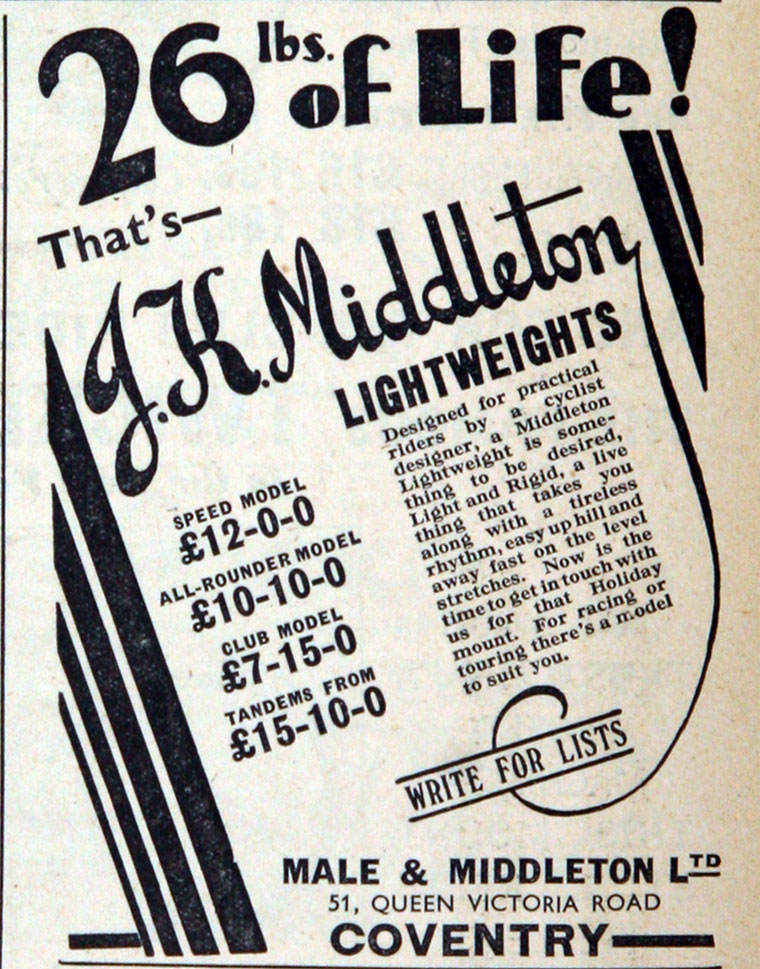 26 lbs.
of Life!
That's—
J.K. Middleton
LIGHTWEIGHTS
Designed for practical
riders by a cyclist
designer, a Middleton
Lightweight is some-
thing to be desired,
Light and Rigid, a live
thing that takes you
along with a tireless
rhythm, easy up hill and
away fast on the level
stretches. Now is the
time to get in touch with
us for that Holiday
mount. For racing or
touring there's a model
to suit you.
SPEED MODEL
£12-0-0
ALL-ROUNDER MODEL
£10-10-0
CLUB MODEL
£7-15-0
TANDEMS FROM
£15-10-0
WRITE FOR LISTS
MALE & MIDDLETON LTD
51, QUEEN VICTORIA ROAD
COVENTRY